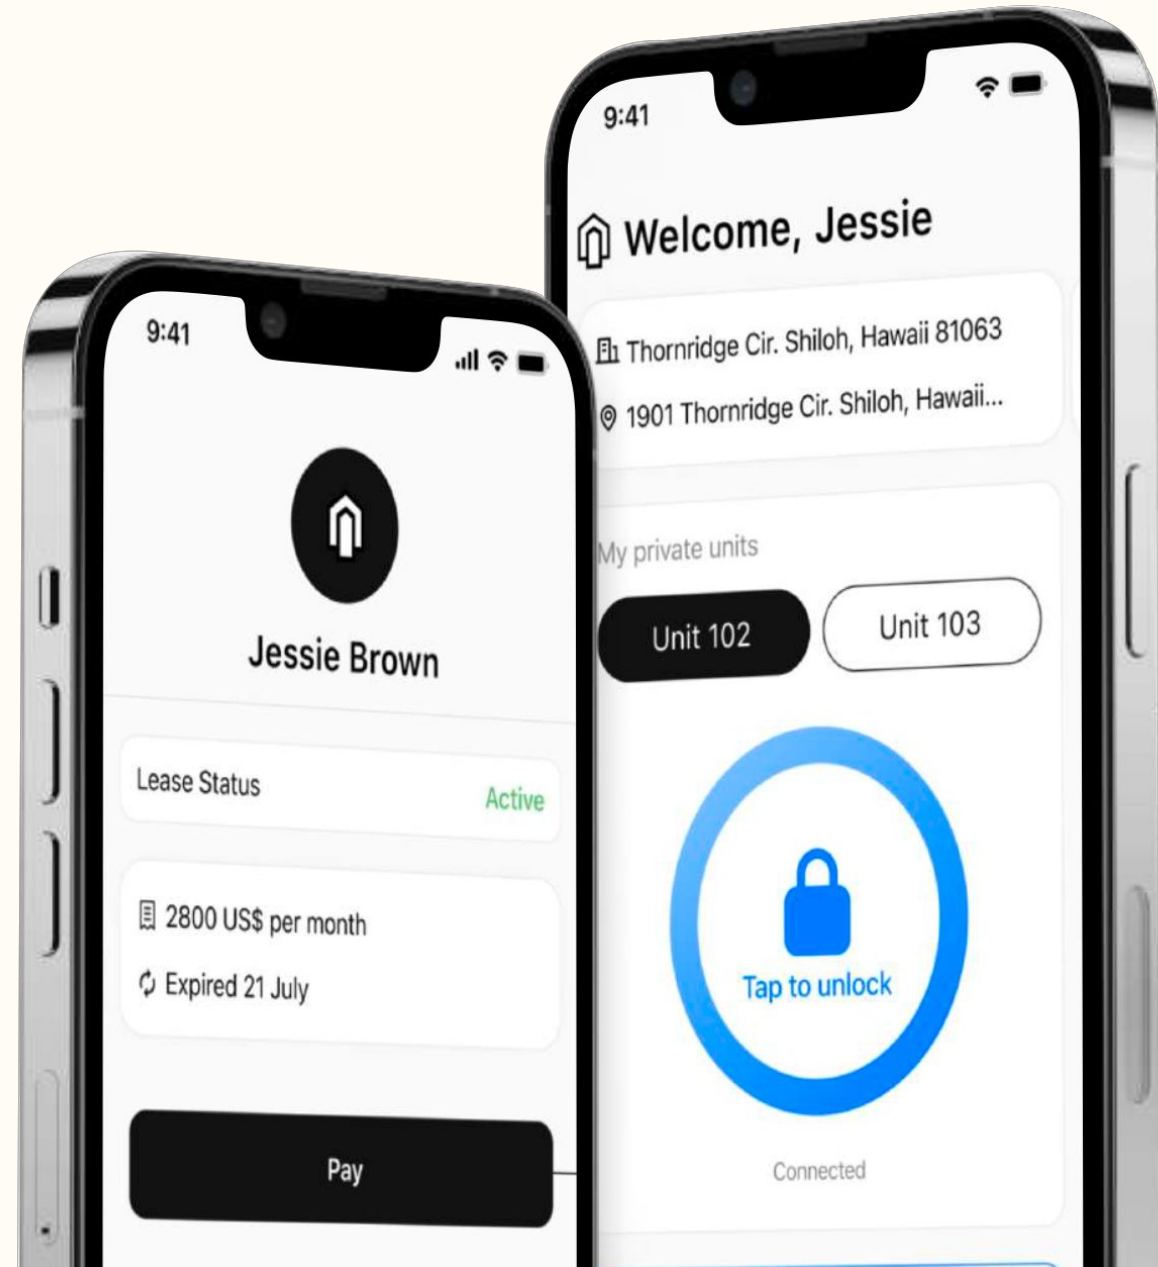 9:41
Jessie Brown
Lease Status
Active
2800 US$ per month
Expired 21 July
Pay
9:41
Welcome, Jessie
Thornridge Cir. Shiloh, Hawaii 81063
1901 Thornridge Cir. Shiloh, Hawaii...
My private units
Unit 102
Unit 103
Tap to unlock
Connected